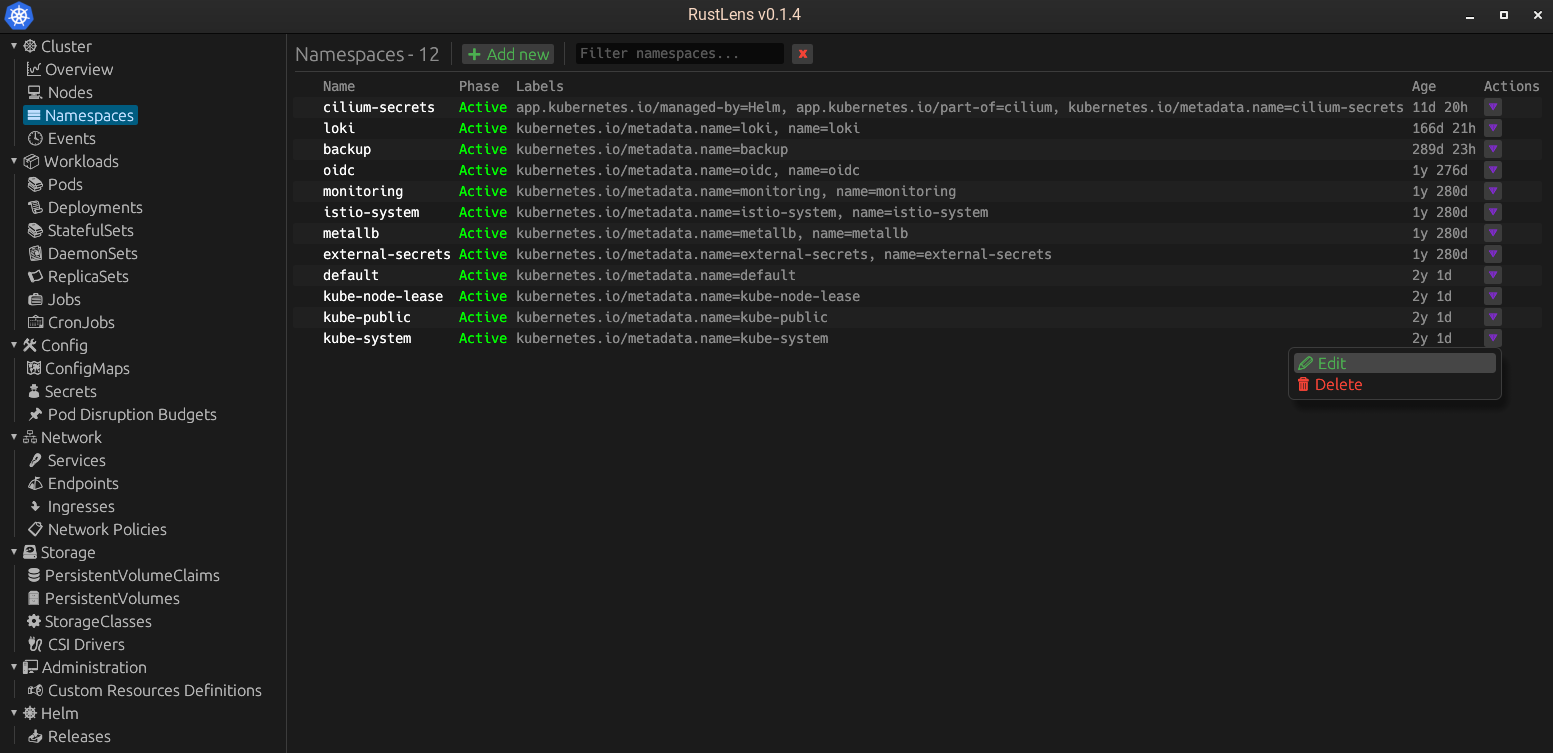 RustLens v0.1.4
Cluster
Overview
Nodes
Namespaces
Events
Workloads
Pods
Deployments
StatefulSets
DaemonSets
ReplicaSets
Jobs
CronJobs
Config
ConfigMaps
Secrets
Pod Disruption Budgets
Network
Services
Endpoints
Ingresses
Network Policies
Storage
PersistentVolumeClaims
PersistentVolumes
StorageClasses
CSI Drivers
Administration
Custom Resources Definitions
Helm
Releases
Namespaces - 12 + Add new Filter namespaces...
Name Phase Labels Age Actions
cilium-secrets Active app.kubernetes.io/managed-by=Helm, app.kubernetes.io/part-of=cilium, kubernetes.io/metadata.name=cilium-secrets 11d 20h
loki Active kubernetes.io/metadata.name=loki, name=loki 166d 21h
backup Active kubernetes.io/metadata.name=backup 289d 23h
oidc Active kubernetes.io/metadata.name=oidc, name=oidc 1y 276d
monitoring Active kubernetes.io/metadata.name=monitoring, name=monitoring 1y 280d
istio-system Active kubernetes.io/metadata.name=istio-system, name=istio-system 1y 280d
metallb Active kubernetes.io/metadata.name=metallb, name=metallb 1y 280d
external-secrets Active kubernetes.io/metadata.name=external-secrets, name=external-secrets 1y 280d
default Active kubernetes.io/metadata.name=default 2y 1d
kube-node-lease Active kubernetes.io/metadata.name=kube-node-lease 2y 1d
kube-public Active kubernetes.io/metadata.name=kube-public 2y 1d
kube-system Active kubernetes.io/metadata.name=kube-system 2y 1d
Edit
Delete